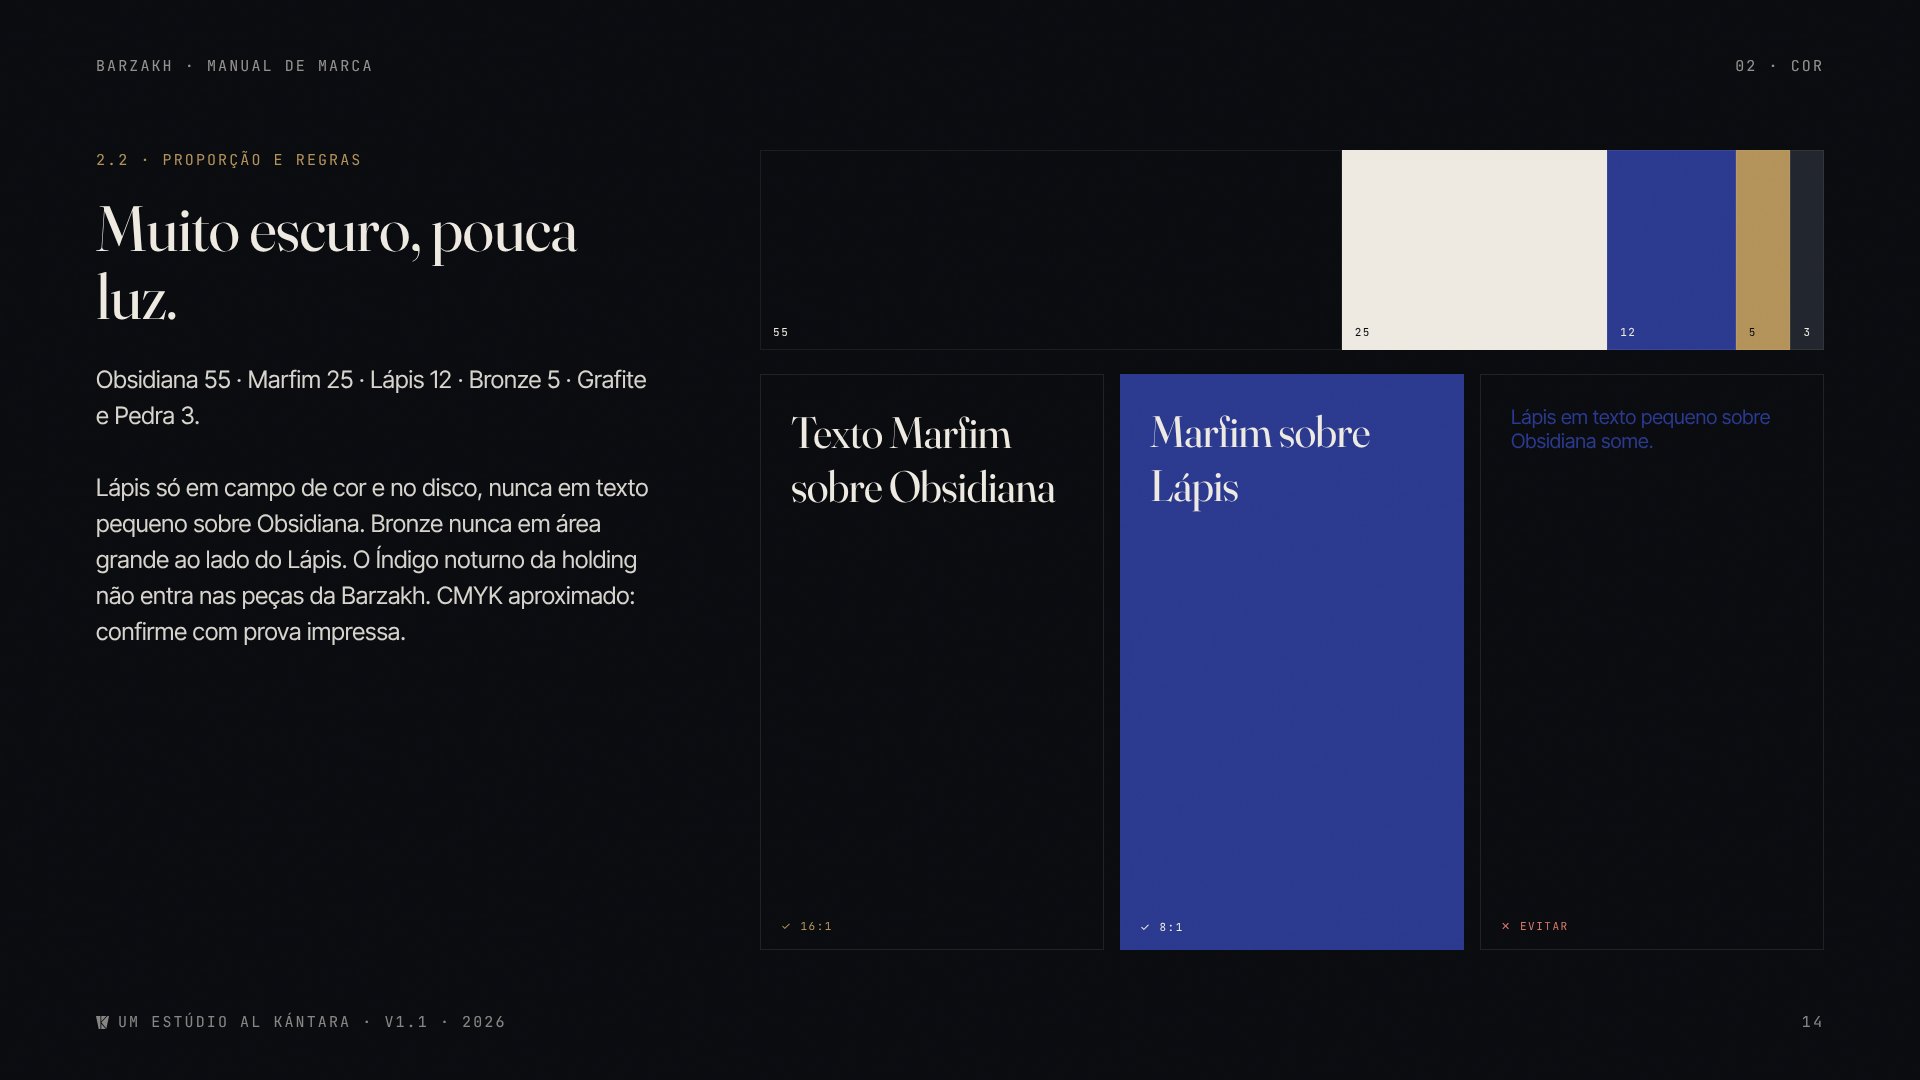 BARZAKH · MANUAL DE MARCA
02 · COR
2.2 · PROPORÇÃO E REGRAS
Muito escuro, pouca
luz.
Obsidiana 55 · Marfim 25 · Lápis 12 · Bronze 5 · Grafite
e Pedra 3.
Lápis só em campo de cor e no disco, nunca em texto
pequeno sobre Obsidiana. Bronze nunca em área
grande ao lado do Lápis. O Índigo noturno da holding
não entra nas peças da Barzakh. CMYK aproximado:
confirme com prova impressa.
55
25
12
5
3
Texto Marfim
sobre Obsidiana
✓ 16:1
Marfim sobre
Lápis
✓ 8:1
Lápis em texto pequeno sobre
Obsidiana some.
× EVITAR
UM ESTÚDIO AL KÁNTARA · V1.1 · 2026
14